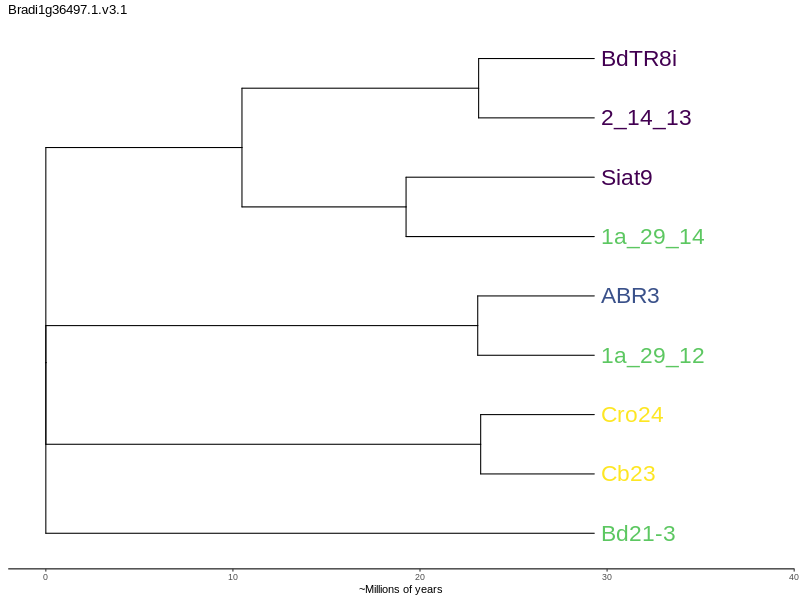 Bradi1g36497.1.v3.1
BdTR8i
2_14_13
Siat9
1a_29_14
ABR3
1a_29_12
Cro24
Cb23
Bd21-3
0 10 20 30 40
~Millions of years